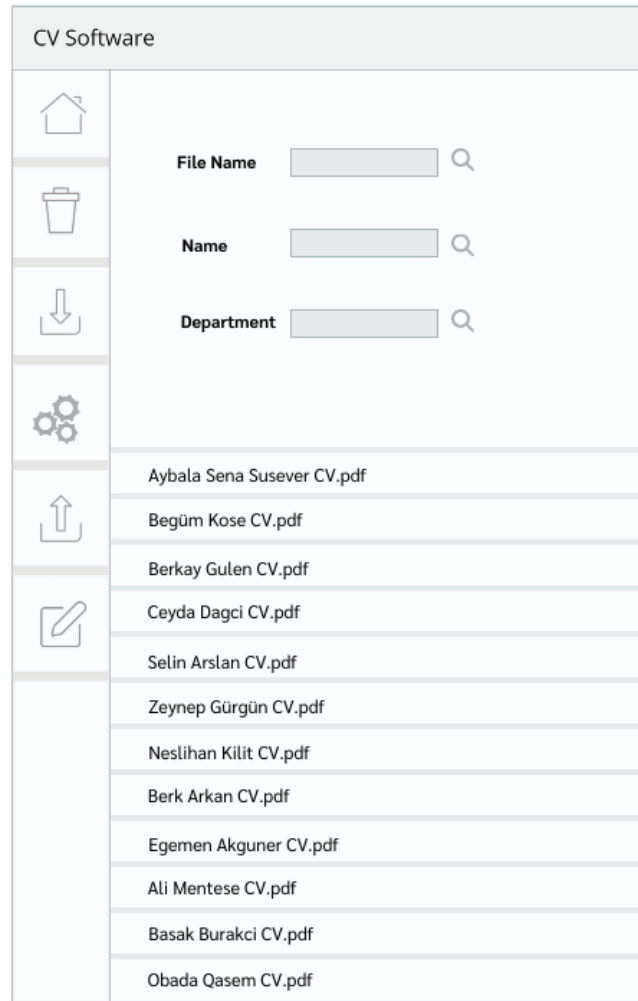 CV Software
File Name
Name
Department
Aybala Sena Susever CV.pdf
Begüm Kose CV.pdf
Berkay Gulen CV.pdf
Ceyda Dagci CV.pdf
Selin Arslan CV.pdf
Zeynep Gürgün CV.pdf
Neslihan Kilit CV.pdf
Berk Arkan CV.pdf
Egemen Akguner CV.pdf
Ali Mentese CV.pdf
Basak Burakci CV.pdf
Obada Qasem CV.pdf